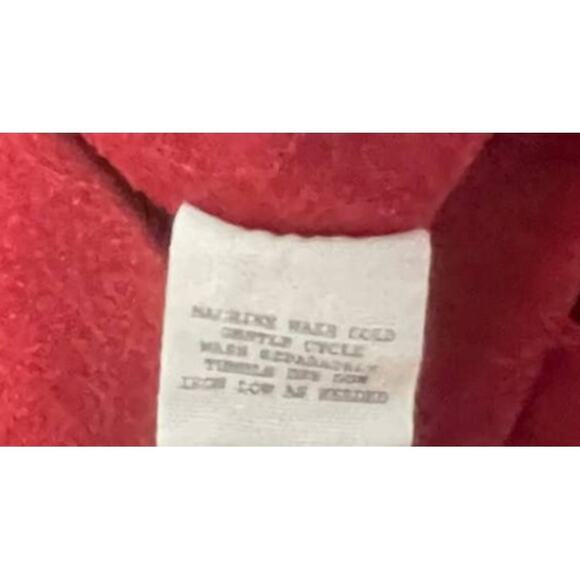 MACHINE WASH COLD
GENTLE CYCLE
WASH SEPARATELY
TUMBLE DRY LOW
IRON LOW AS NEEDED